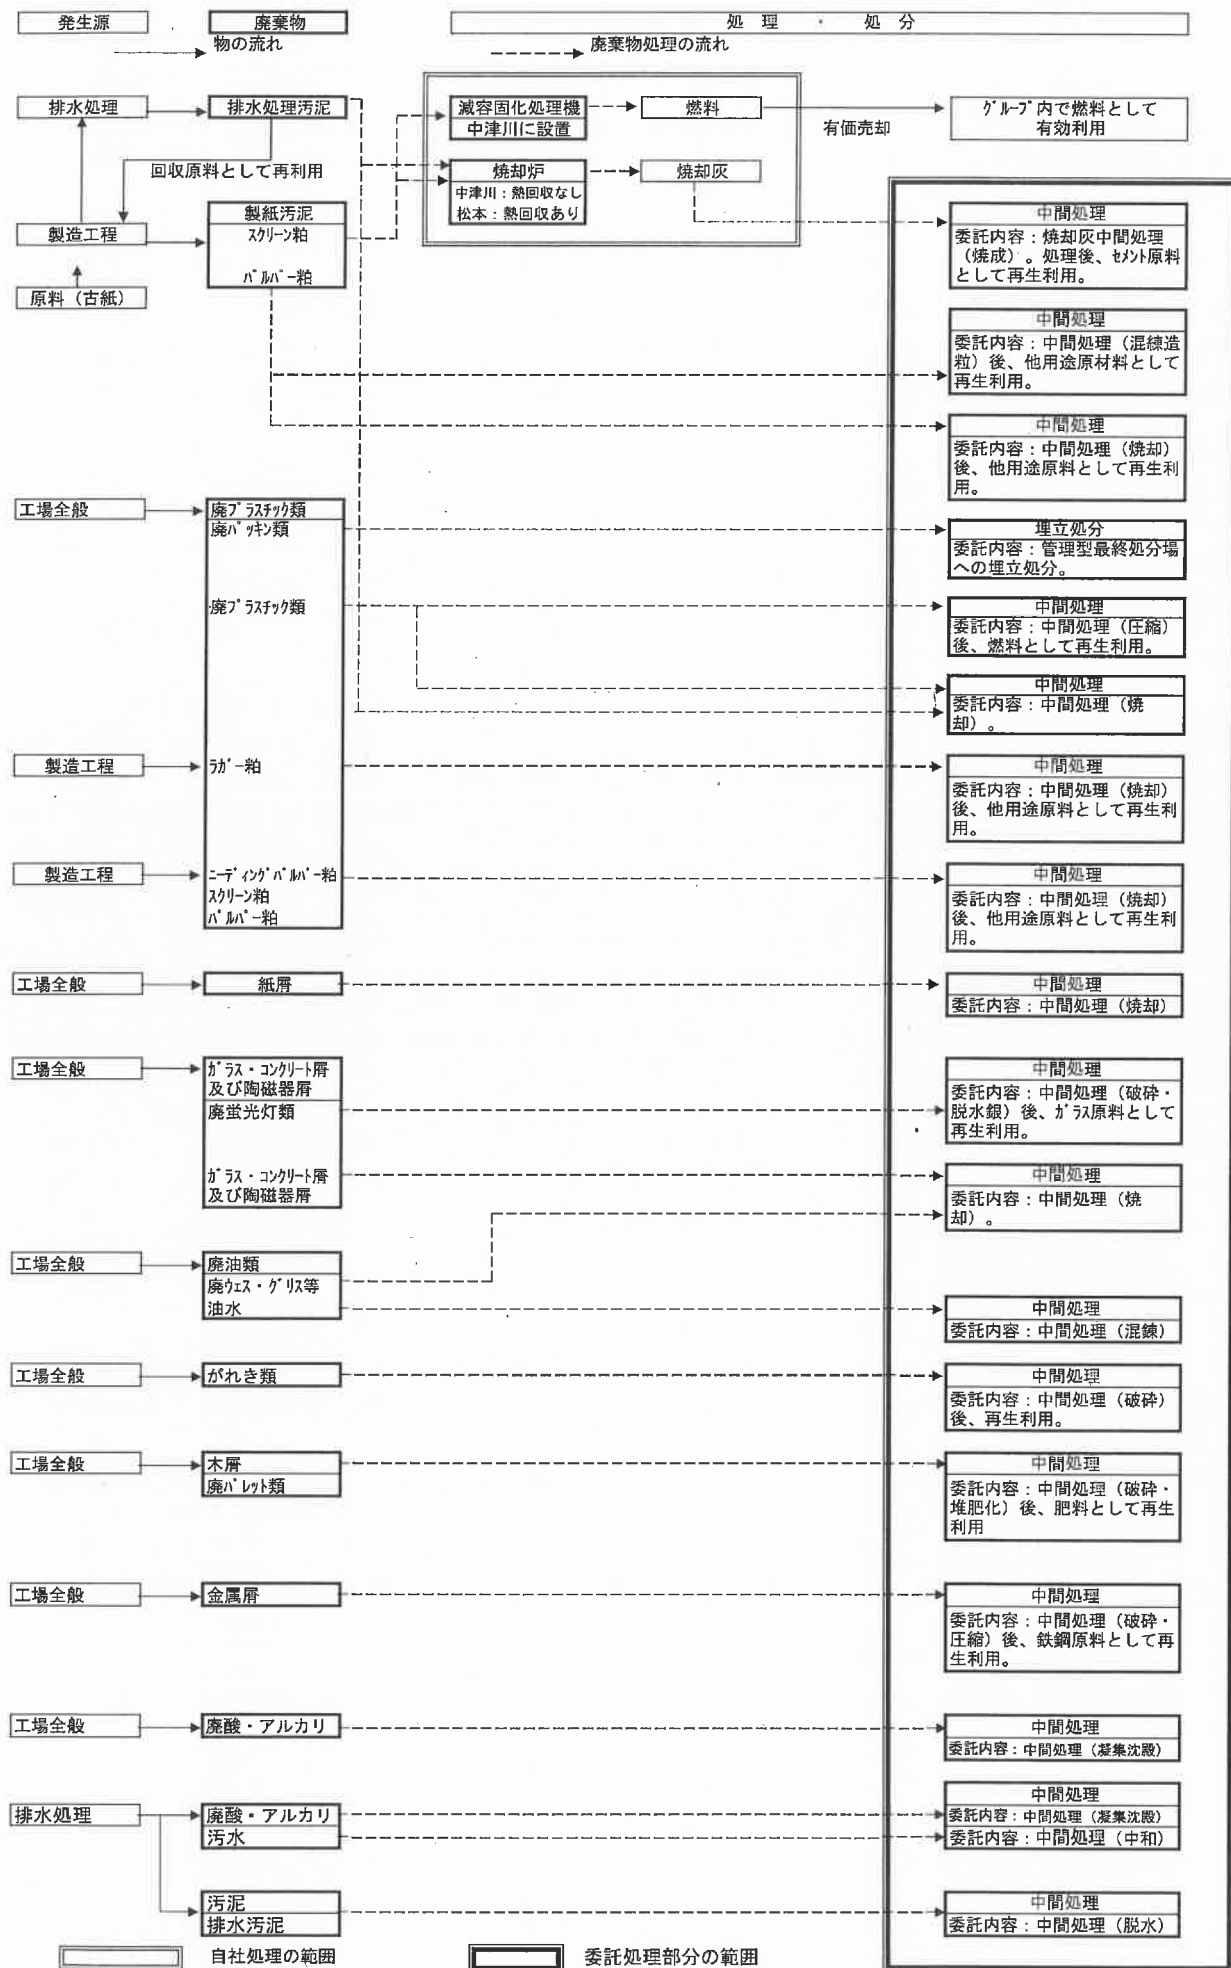 発生源
廃棄物
処理・処分
物の流れ
廃棄物処理の流れ
排水処理
排水処理汚泥
減容固化処理機
中津川に設置
燃料
有価売却
グループ内で燃料として
有効利用
回収原料として再利用
焼却炉
中津川：熱回収なし
松本：熱回収あり
焼却灰
製造工程
製紙汚泥
スクリーン粕
パルパー粕
原料（古紙）
中間処理
委託内容：焼却灰中間処理
（焼成）。処理後、セメント原料
として再生利用。
中間処理
委託内容：中間処理（混練造
粒）後、他用途原材料として
再生利用。
中間処理
委託内容：中間処理（焼却）
後、他用途原料として再生利
用。
工場全般
廃プラスチック類
廃パッキン類
埋立処分
委託内容：管理型最終処分場
への埋立処分。
廃プラスチック類
中間処理
委託内容：中間処理（圧縮）
後、燃料として再生利用。
中間処理
委託内容：中間処理（焼
却）。
製造工程
ラガー粕
中間処理
委託内容：中間処理（焼却）
後、他用途原料として再生利
用。
製造工程
ニーディングパルパー粕
スクリーン粕
パルパー粕
中間処理
委託内容：中間処理（焼却）
後、他用途原料として再生利
用。
工場全般
紙屑
中間処理
委託内容：中間処理（焼却）
工場全般
ガラス・コンクリート屑
及び陶磁器屑
廃蛍光灯類
中間処理
委託内容：中間処理（破砕・
脱水銀）後、ガラス原料として
再生利用。
ガラス・コンクリート屑
及び陶磁器屑
中間処理
委託内容：中間処理（焼
却）。
工場全般
廃油類
廃ウェス・グリス等
油水
中間処理
委託内容：中間処理（混錬）
工場全般
がれき類
中間処理
委託内容：中間処理（破砕）
後、再生利用。
工場全般
木屑
廃パレット類
中間処理
委託内容：中間処理（破砕・
堆肥化）後、肥料として再生
利用
工場全般
金属屑
中間処理
委託内容：中間処理（破砕・
圧縮）後、鉄鋼原料として再
生利用。
工場全般
廃酸・アルカリ
中間処理
委託内容：中間処理（凝集沈殿）
排水処理
廃酸・アルカリ
汚水
中間処理
委託内容：中間処理（凝集沈殿）
委託内容：中間処理（中和）
汚泥
排水汚泥
中間処理
委託内容：中間処理（脱水）
自社処理の範囲
委託処理部分の範囲